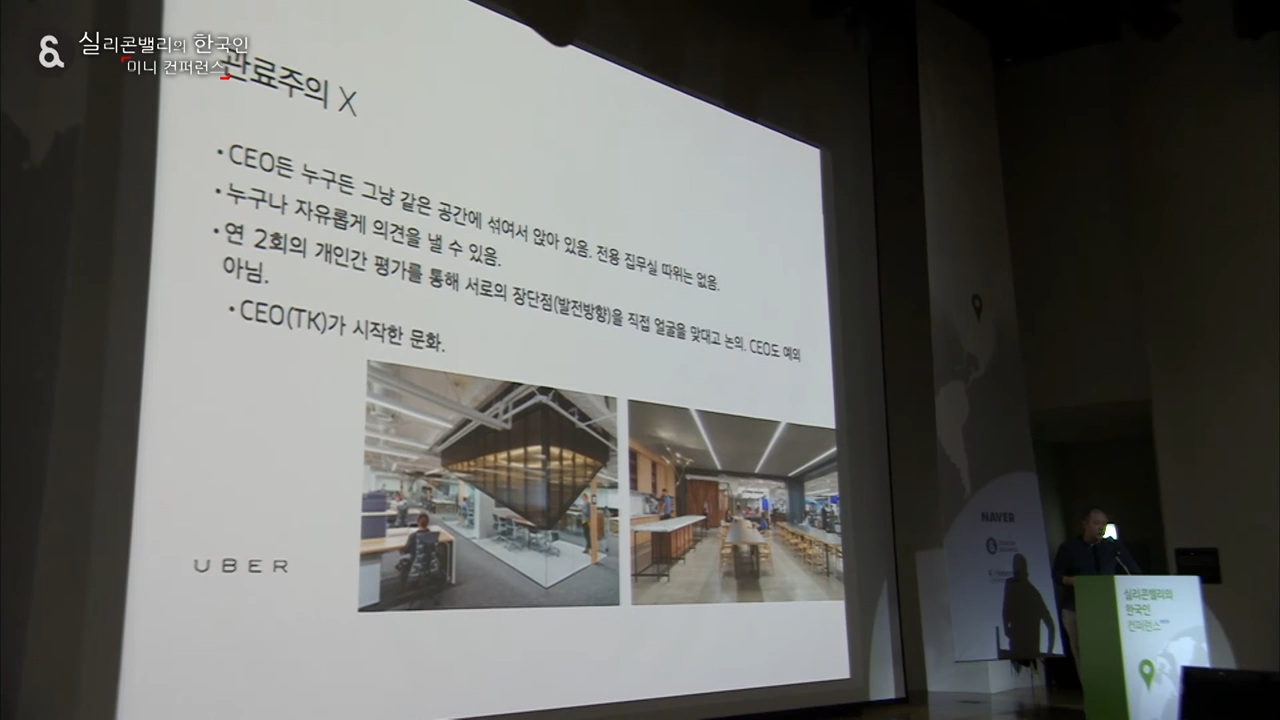 실리콘밸리의 한국인
미니 컨퍼런스
관료주의 X
•CEO든 누구든 그냥 같은 공간에 섞여서 앉아 있음. 전용 집무실 따위는 없음.
•누구나 자유롭게 의견을 낼 수 있음.
•연 2회의 개인간 평가를 통해 서로의 장단점(발전방향)을 직접 얼굴을 맞대고 논의. CEO도 예외
아님.
•CEO(TK)가 시작한 문화.
UBER
NAVER
실리콘밸리의
한국인
컨퍼런스